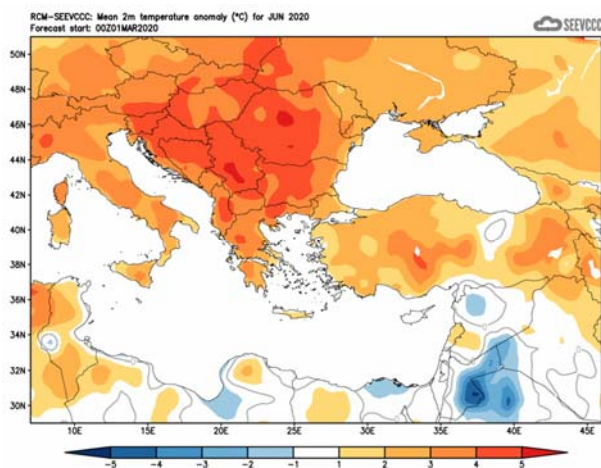 RCM-SEEVCCC: Mean 2m temperature anomaly (°C) for JUN 2020
Forecast start: 00Z01MAR2020
SEEVCCC
50N
48N
46N
44N
42N
40N
38N
36N
34N
32N
30N
10E 15E 20E 25E 30E 35E 40E 45E
-5 -4 -3 -2 -1 1 2 3 4 5